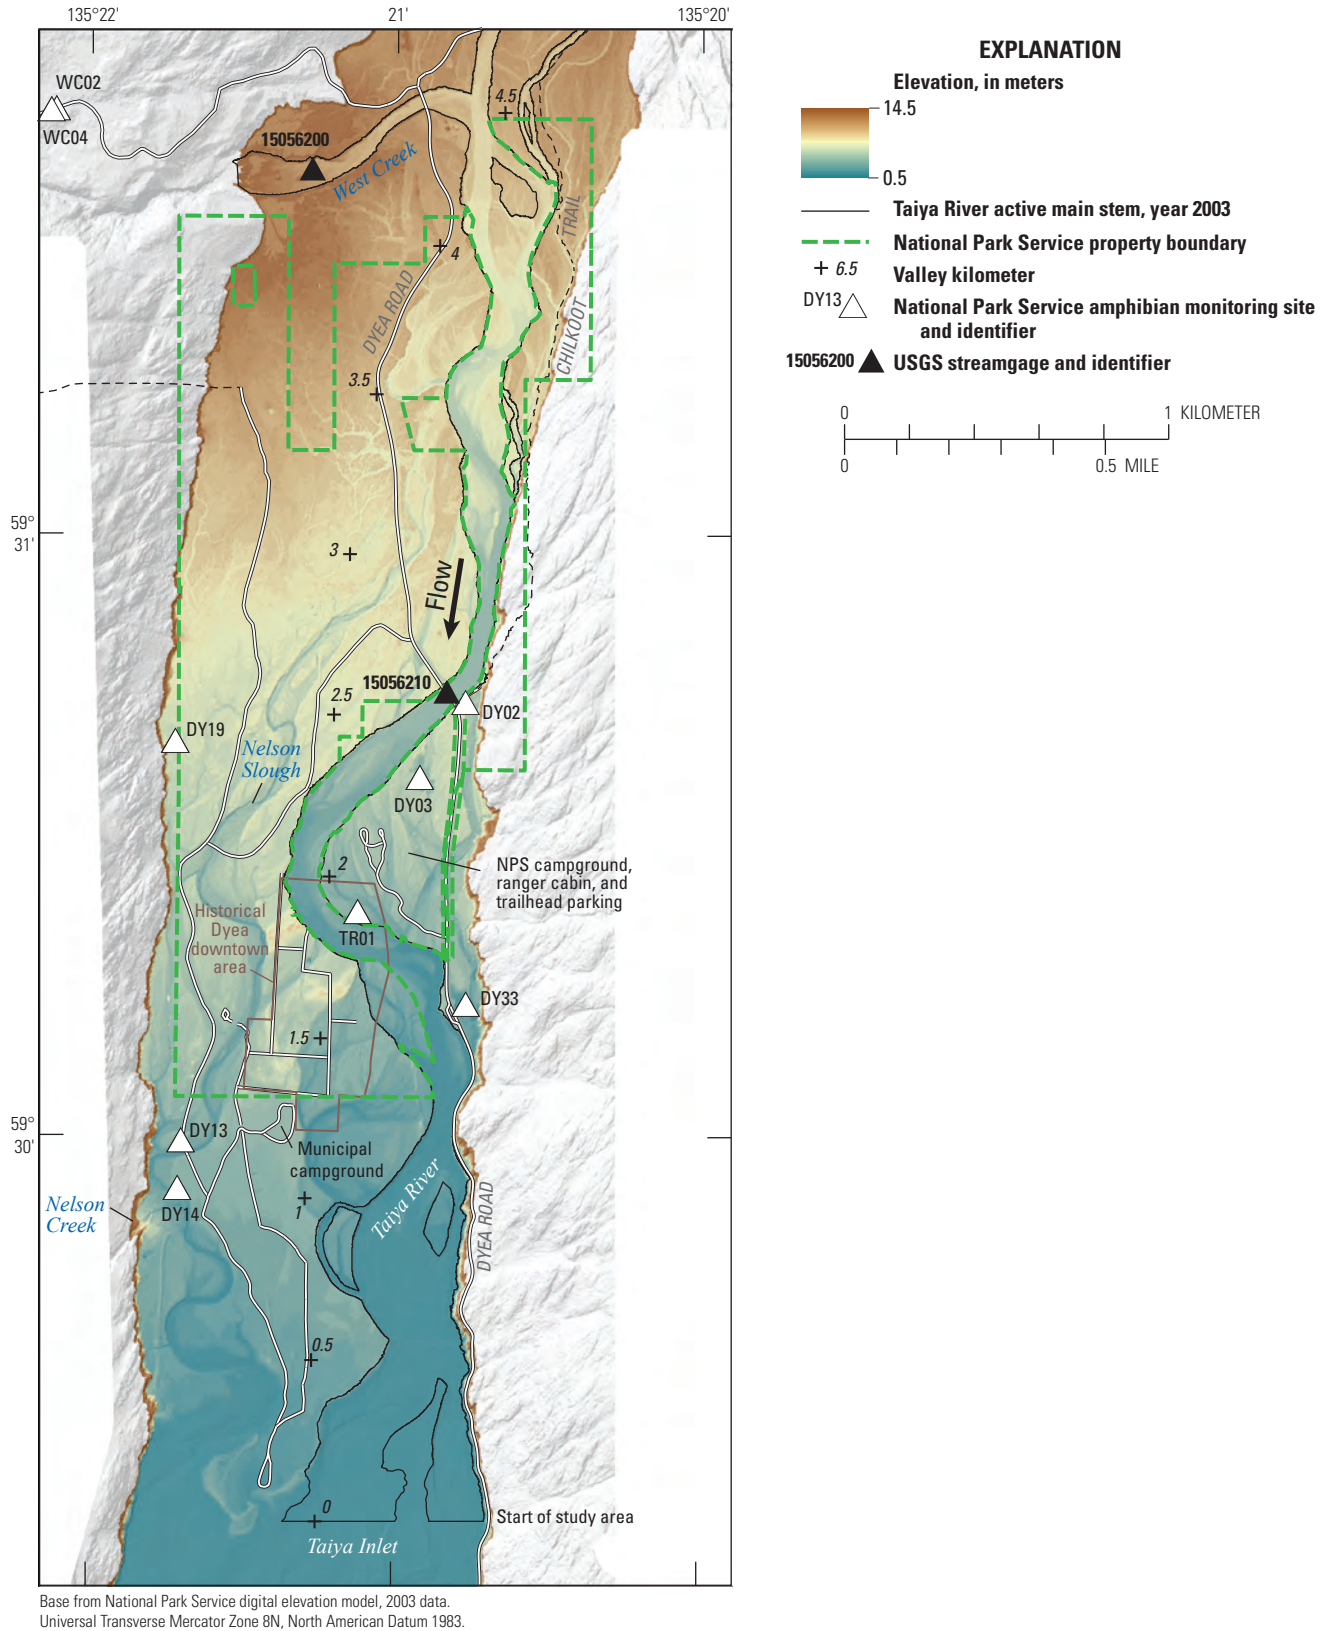 135°22'
21'
135°20'
WC02
WC04
4.5
15056200
West Creek
TRAIL
4
DYEA ROAD
CHILKOOT
3.5
59°
31'
3
Flow
15056210
2.5
DY02
DY19
Nelson
Slough
DY03
2
NPS campground,
ranger cabin, and
trailhead parking
Historical
Dyea
downtown
area
TR01
DY33
1.5
59°
30'
DY13
Municipal
campground
Taiya River
Nelson
Creek
DY14
1
DYEA ROAD
0.5
0
Start of study area
Taiya Inlet
Base from National Park Service digital elevation model, 2003 data.
Universal Transverse Mercator Zone 8N, North American Datum 1983.
EXPLANATION
Elevation, in meters
14.5
0.5
Taiya River active main stem, year 2003
National Park Service property boundary
6.5 Valley kilometer
DY13 National Park Service amphibian monitoring site
and identifier
15056200 USGS streamgage and identifier
0 1 KILOMETER
0 0.5 MILE